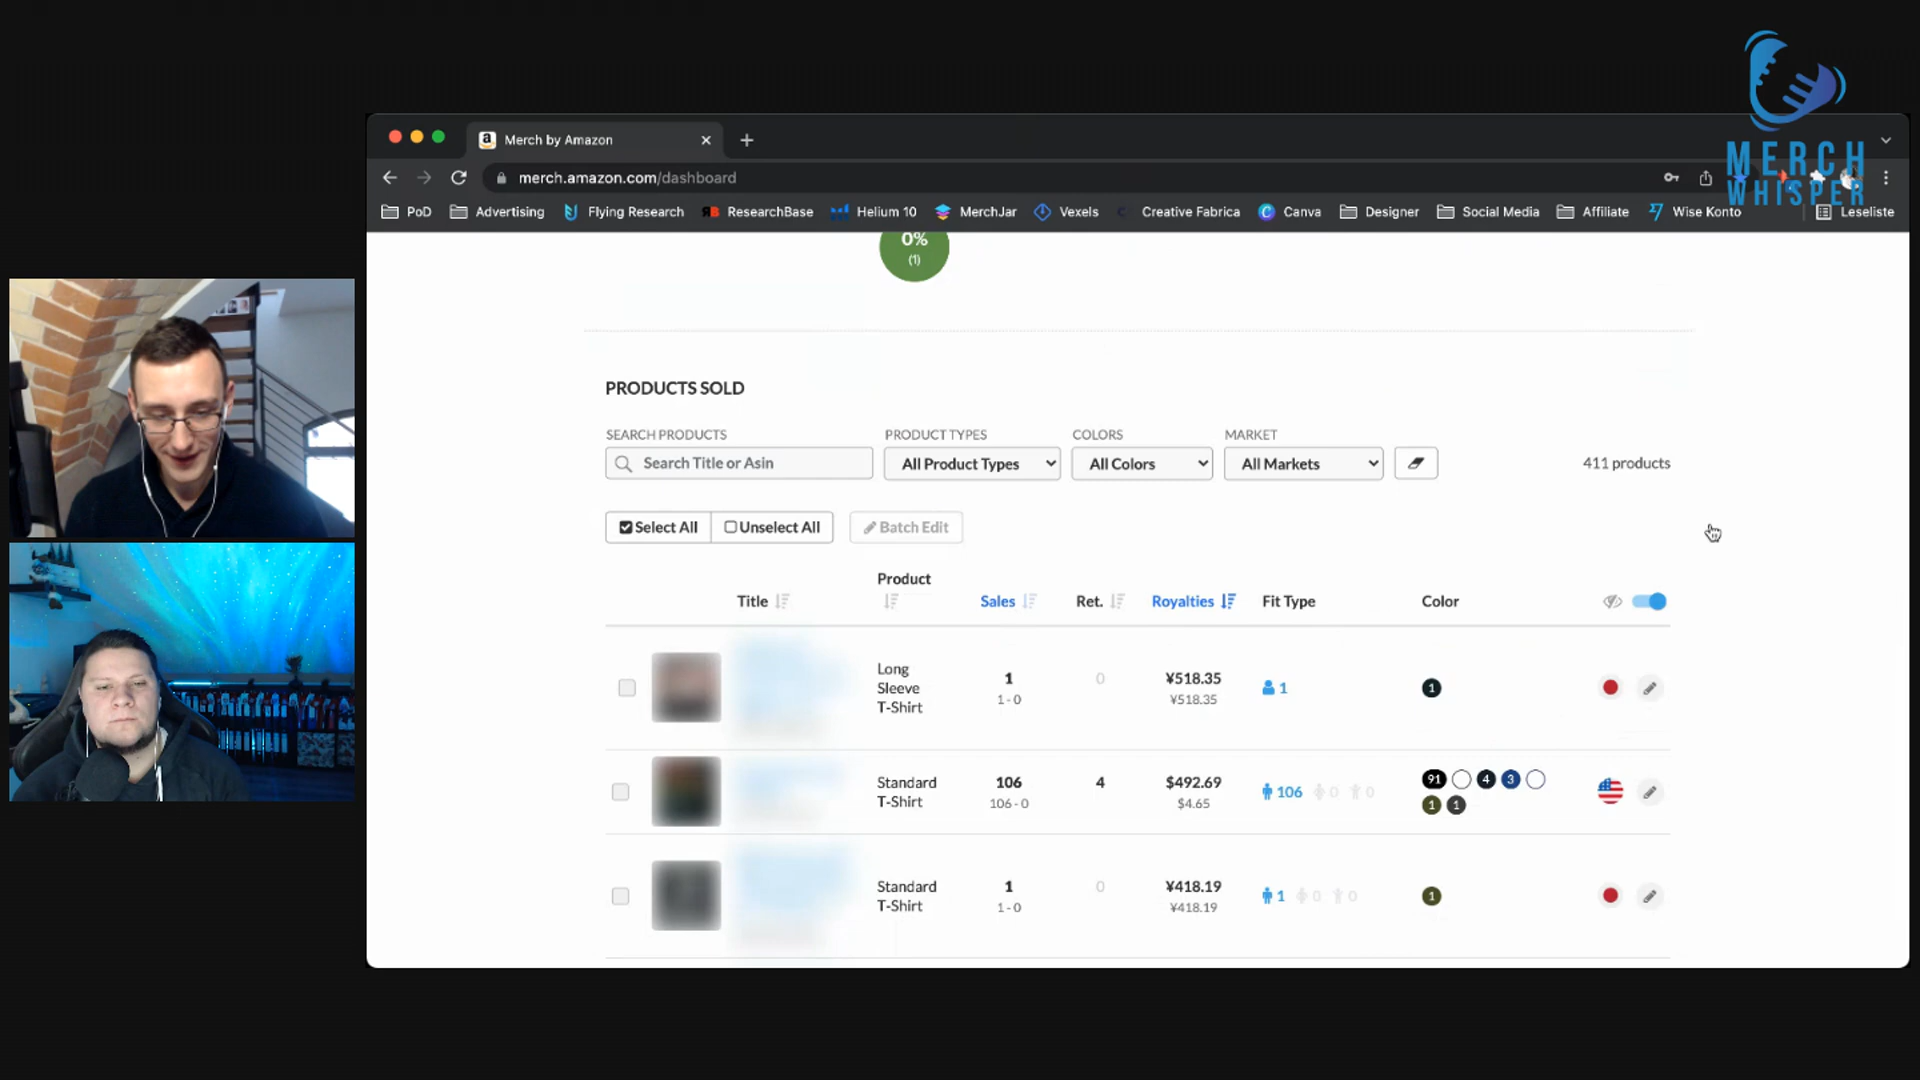 MERCH
WHISPER
Merch by Amazon
merch.amazon.com/dashboard
PoD Advertising Flying Research ResearchBase Helium 10 MerchJar Vexels Creative Fabrica Canva Designer Social Media Affiliate Wise Konto Leseliste
0%
(1)
PRODUCTS SOLD
SEARCH PRODUCTS PRODUCT TYPES COLORS MARKET
Search Title or Asin All Product Types All Colors All Markets 411 products
Select All Unselect All Batch Edit
Product
Title Sales Ret. Royalties Fit Type Color
Long
Sleeve
T-Shirt
1
1 - 0
0
¥518.35
¥518.35
1
1
Standard
T-Shirt
106
106 - 0
4
$492.69
$4.65
106 0 0
91 4 3
1 1
Standard
T-Shirt
1
1 - 0
0
¥418.19
¥418.19
1 0 0
1